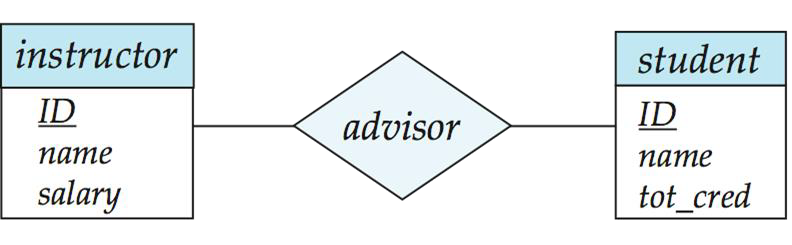 instructor
ID
name
salary
advisor
student
ID
name
tot_cred